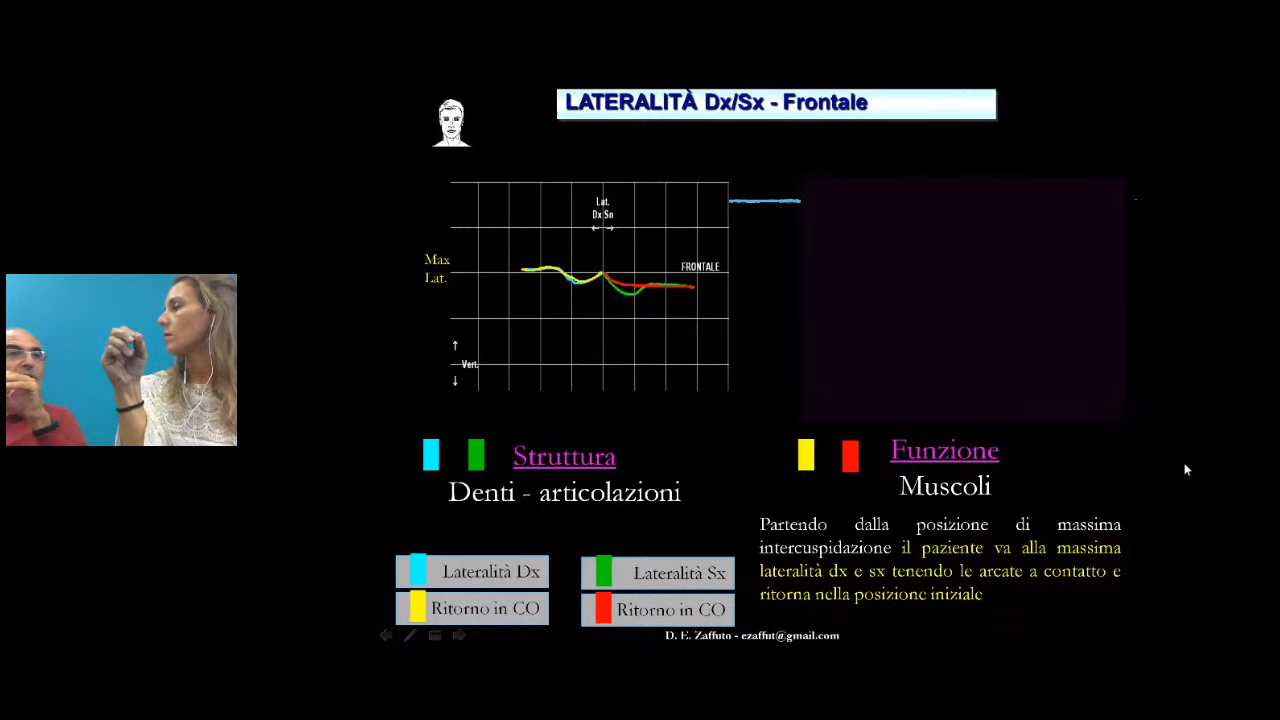 LATERALITÀ Dx/Sx - Frontale
Lat.
Dx Sn
← →
Max
Lat.
FRONTALE
↑
Vert.
↓
Struttura
Denti - articolazioni
Funzione
Muscoli
Partendo dalla posizione di massima
intercuspidazione il paziente va alla massima
lateralità dx e sx tenendo le arcate a contatto e
ritorna nella posizione iniziale
Lateralità Dx
Lateralità Sx
Ritorno in CO
Ritorno in CO
D. E. Zaffuto - ezaffut@gmail.com